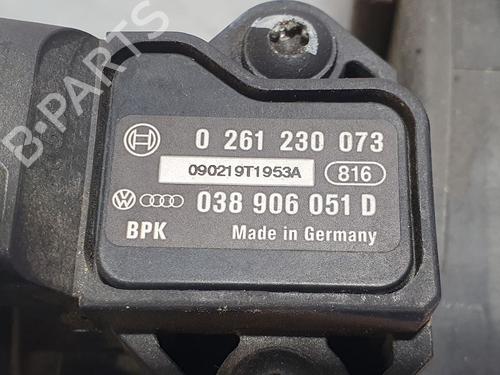 B-PARTS
0 261 230 073
090219T1953A 816
038 906 051 D
BPK Made in Germany